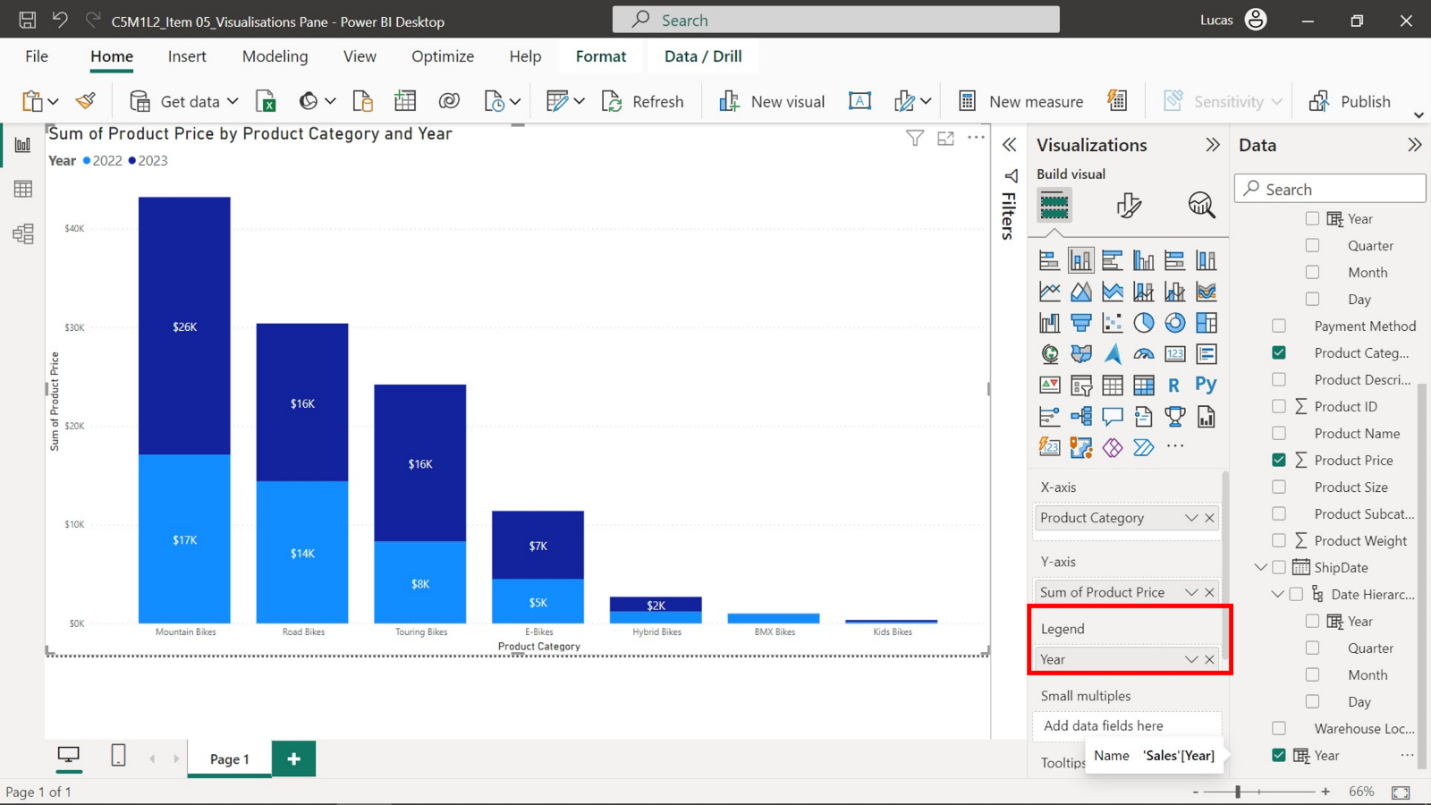 C5M1L2_Item 05_Visualisations Pane - Power BI Desktop
Search
Lucas
File Home Insert Modeling View Optimize Help Format Data / Drill
Get data Refresh New visual A New measure Sensitivity Publish
Sum of Product Price by Product Category and Year
Year 2022 2023
$40K
$30K
$20K
$10K
$0K
Sum of Product Price
$26K
$17K
$16K
$14K
$16K
$8K
$7K
$5K
$2K
Mountain Bikes Road Bikes Touring Bikes E-Bikes Hybrid Bikes BMX Bikes Kids Bikes
Product Category
Filters
Visualizations
Build visual
123
R Py
123
X-axis
Product Category
Y-axis
Sum of Product Price
Legend
Year
Small multiples
Add data fields here
Tooltips
Name 'Sales'[Year]
Data
Search
Year
Quarter
Month
Day
Payment Method
Product Categ...
Product Descri...
Product ID
Product Name
Product Price
Product Size
Product Subcat...
Product Weight
ShipDate
Date Hierarc...
Year
Quarter
Month
Day
Warehouse Loc...
Year
Page 1
Page 1 of 1
66%